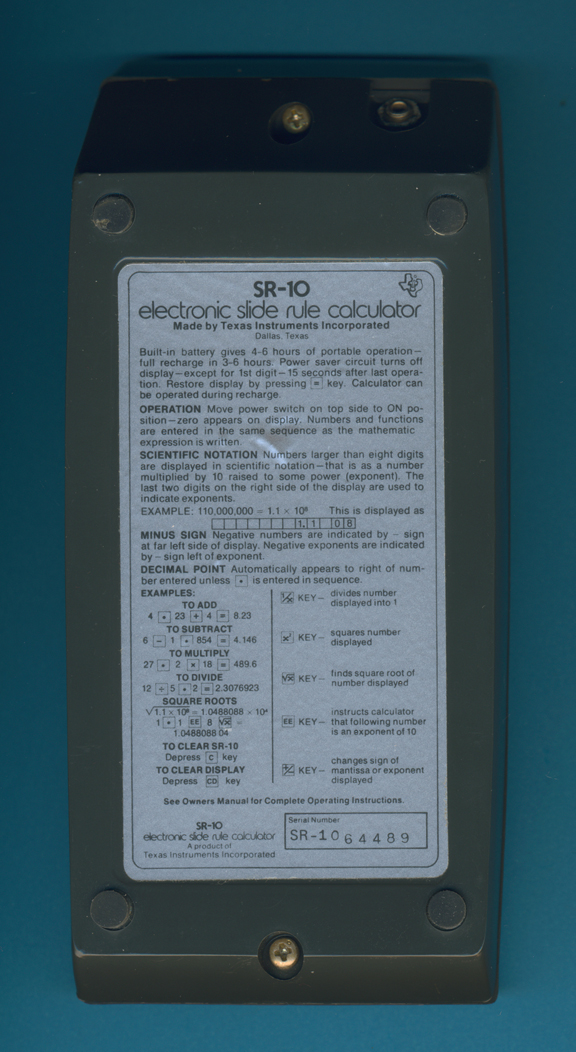 SR-10
electronic slide rule calculator
Made by Texas Instruments Incorporated
Dallas, Texas
Built-in battery gives 4-6 hours of portable operation—
full recharge in 3-6 hours. Power saver circuit turns off
display—except for 1st digit—15 seconds after last opera-
tion. Restore display by pressing = key. Calculator can
be operated during recharge.
OPERATION Move power switch on top side to ON po-
sition—zero appears on display. Numbers and functions
are entered in the same sequence as the mathematic
expression is written.
SCIENTIFIC NOTATION Numbers larger than eight digits
are displayed in scientific notation—that is as a number
multiplied by 10 raised to some power (exponent). The
last two digits on the right side of the display are used to
indicate exponents.
EXAMPLE: 110,000,000 = 1.1 × 10⁸ This is displayed as
1. 1 0 8
MINUS SIGN Negative numbers are indicated by – sign
at far left side of display. Negative exponents are indicated
by – sign left of exponent.
DECIMAL POINT Automatically appears to right of num-
ber entered unless • is entered in sequence.
EXAMPLES:
TO ADD
4 • 23 + 4 = 8.23
TO SUBTRACT
6 – 1 • 854 = 4.146
TO MULTIPLY
27 • 2 × 18 = 489.6
TO DIVIDE
12 ÷ 5 • 2 = 2.3076923
SQUARE ROOTS
√1.1 × 10⁸ = 1.0488088 × 10⁴
1 • 1 EE 8 √x =
1.0488088 04
TO CLEAR SR-10
Depress C key
TO CLEAR DISPLAY
Depress CD key
1/x KEY— divides number
displayed into 1
x² KEY— squares number
displayed
√x KEY— finds square root of
number displayed
EE KEY— instructs calculator
that following number
is an exponent of 10
+/- KEY— changes sign of
mantissa or exponent
displayed
See Owners Manual for Complete Operating Instructions.
SR-10
electronic slide rule calculator
A product of
Texas Instruments Incorporated
Serial Number
SR-10 64489